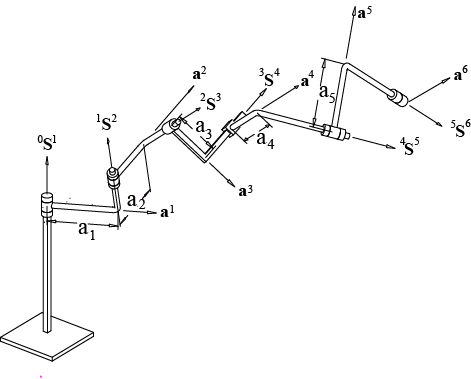 a⁵
a⁶
a²
³S⁴
a⁴
²S³
a₅
¹S²
a₃
⁵S⁶
⁰S¹
a₄
⁴S⁵
a³
a₂
a¹
a₁